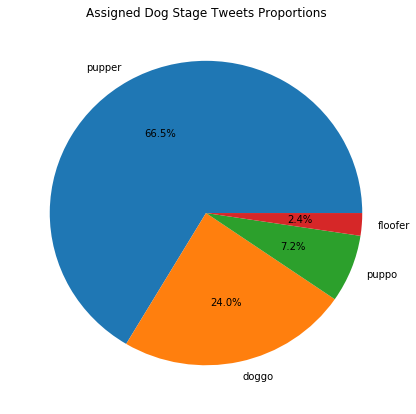 Assigned Dog Stage Tweets Proportions
pupper
66.5%
2.4%
floofer
7.2%
puppo
24.0%
doggo